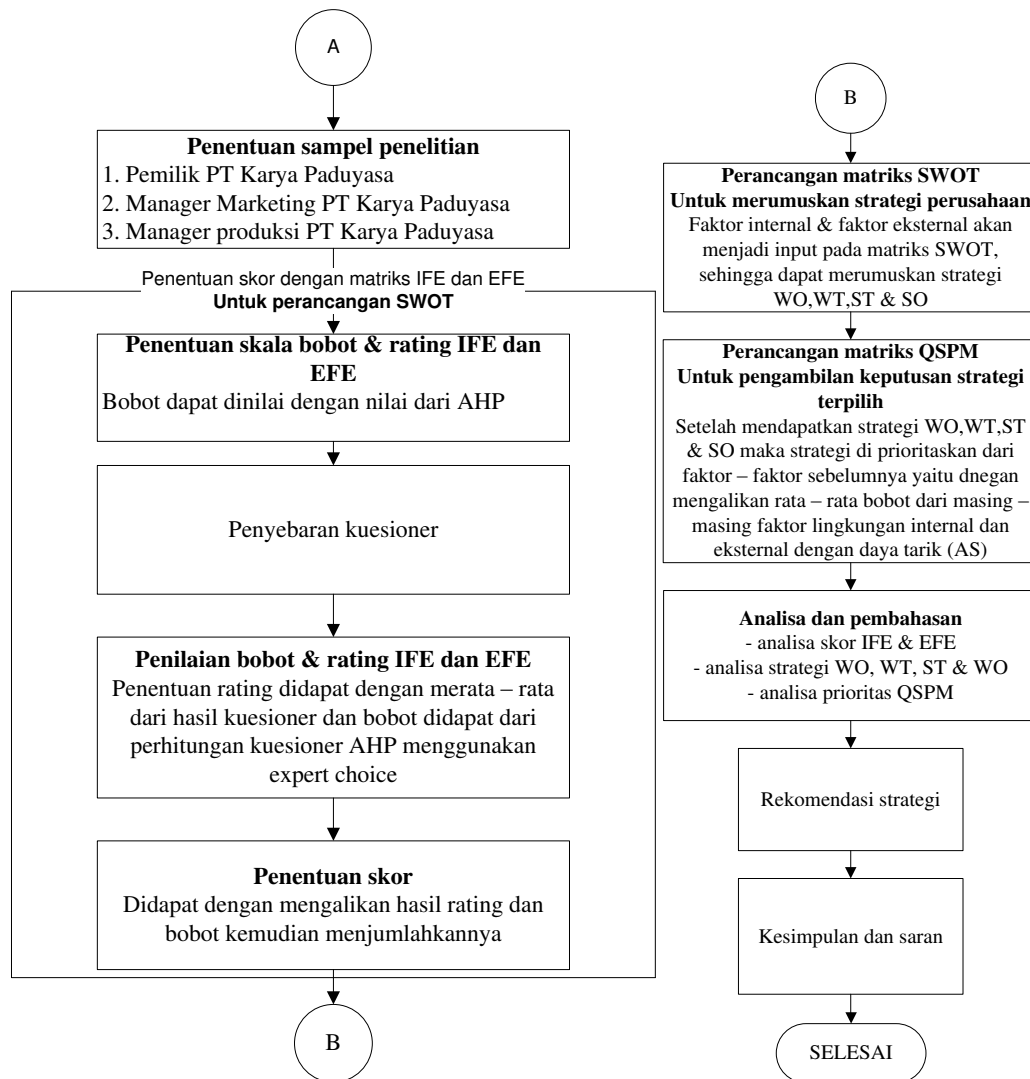 A
Penentuan sampel penelitian
1. Pemilik PT Karya Paduyasa
2. Manager Marketing PT Karya Paduyasa
3. Manager produksi PT Karya Paduyasa
Penentuan skor dengan matriks IFE dan EFE
Untuk perancangan SWOT
Penentuan skala bobot & rating IFE dan
EFE
Bobot dapat dinilai dengan nilai dari AHP
Penyebaran kuesioner
Penilaian bobot & rating IFE dan EFE
Penentuan rating didapat dengan merata – rata
dari hasil kuesioner dan bobot didapat dari
perhitungan kuesioner AHP menggunakan
expert choice
Penentuan skor
Didapat dengan mengalikan hasil rating dan
bobot kemudian menjumlahkannya
B
B
Perancangan matriks SWOT
Untuk merumuskan strategi perusahaan
Faktor internal & faktor eksternal akan
menjadi input pada matriks SWOT,
sehingga dapat merumuskan strategi
WO,WT,ST & SO
Perancangan matriks QSPM
Untuk pengambilan keputusan strategi
terpilih
Setelah mendapatkan strategi WO,WT,ST
& SO maka strategi di prioritaskan dari
faktor – faktor sebelumnya yaitu dnegan
mengalikan rata – rata bobot dari masing –
masing faktor lingkungan internal dan
eksternal dengan daya tarik (AS)
Analisa dan pembahasan
- analisa skor IFE & EFE
- analisa strategi WO, WT, ST & WO
- analisa prioritas QSPM
Rekomendasi strategi
Kesimpulan dan saran
SELESAI